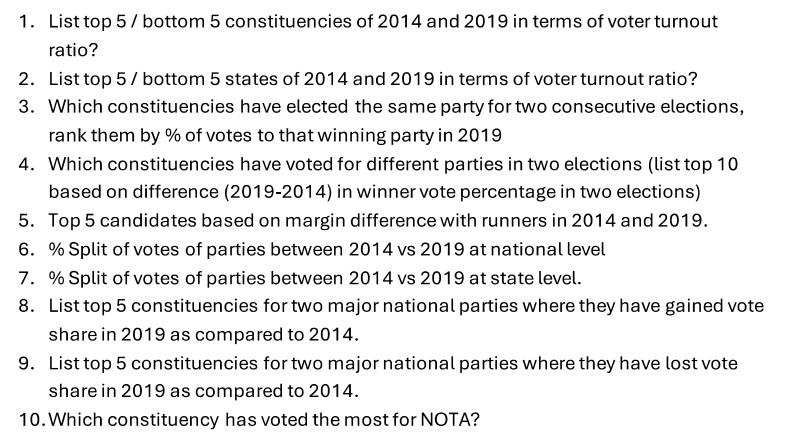 1. List top 5 / bottom 5 constituencies of 2014 and 2019 in terms of voter turnout
ratio?
2. List top 5 / bottom 5 states of 2014 and 2019 in terms of voter turnout ratio?
3. Which constituencies have elected the same party for two consecutive elections,
rank them by % of votes to that winning party in 2019
4. Which constituencies have voted for different parties in two elections (list top 10
based on difference (2019-2014) in winner vote percentage in two elections)
5. Top 5 candidates based on margin difference with runners in 2014 and 2019.
6. % Split of votes of parties between 2014 vs 2019 at national level
7. % Split of votes of parties between 2014 vs 2019 at state level.
8. List top 5 constituencies for two major national parties where they have gained vote
share in 2019 as compared to 2014.
9. List top 5 constituencies for two major national parties where they have lost vote
share in 2019 as compared to 2014.
10. Which constituency has voted the most for NOTA?